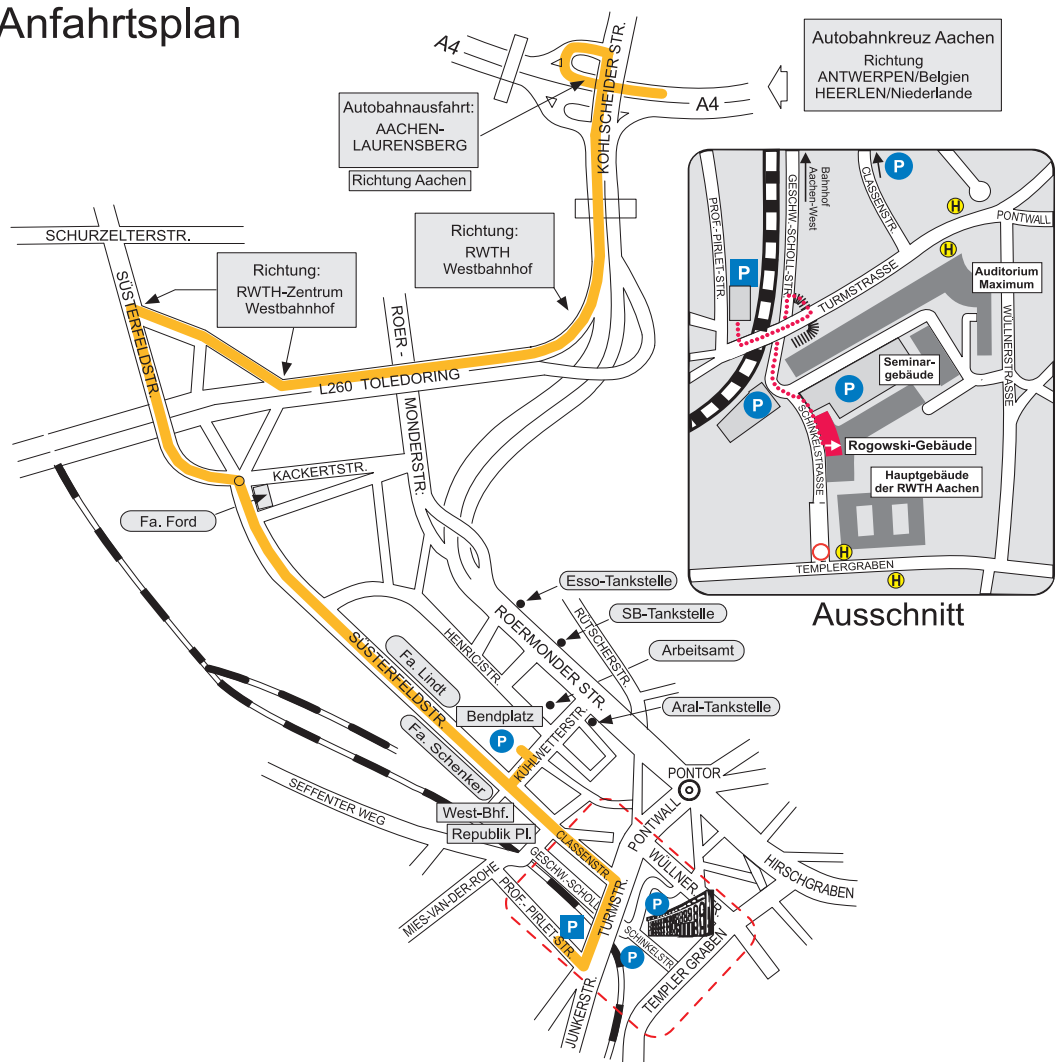 Anfahrtsplan
A4
KOHLSCHEIDER STR.
Autobahnkreuz Aachen
Richtung
ANTWERPEN/Belgien
HEERLEN/Niederlande
A4
Autobahnausfahrt:
AACHEN-
LAURENSBERG
Richtung Aachen
SCHURZELTERSTR.
Richtung:
RWTH
Westbahnhof
Richtung:
RWTH-Zentrum
Westbahnhof
SÜSTERFELDSTR.
ROER-
MONDERSTR.
L260 TOLEDORING
KACKERTSTR.
Fa. Ford
PROF.-PIRLET-STR.
GESCHW.-SCHOLL-STR.
Bahnhof
Aachen-West
CLASSENSTR.
P
H
PONTWALL
H
P
TURMSTRASSE
Auditorium
Maximum
WÜLLNERSTRASSE
Seminar-
gebäude
P
P
SCHINKELSTRASSE
Rogowski-Gebäude
Hauptgebäude
der RWTH Aachen
H
TEMPLERGRABEN
H
Ausschnitt
Esso-Tankstelle
SB-Tankstelle
Arbeitsamt
Aral-Tankstelle
ROERMONDER STR.
RÜTSCHERSTR.
HENRICISTR.
SÜSTERFELDSTR.
Fa. Lindt
Bendplatz
P
KÜHLWETTERSTR.
Fa. Schenker
SEFFENTER WEG
West-Bhf.
Republik Pl.
PONTOR
PONTWALL
CLASSENSTR.
GESCHW.-SCHOLL
WÜLLNER STR.
HIRSCHGRABEN
MIES-VAN-DER-ROHE
PROF.-PIRLET-STR.
P
TURMSTR.
P
SCHINKELSTR.
P
TEMPLER GRABEN
JUNKERSTR.
TURMSTR.